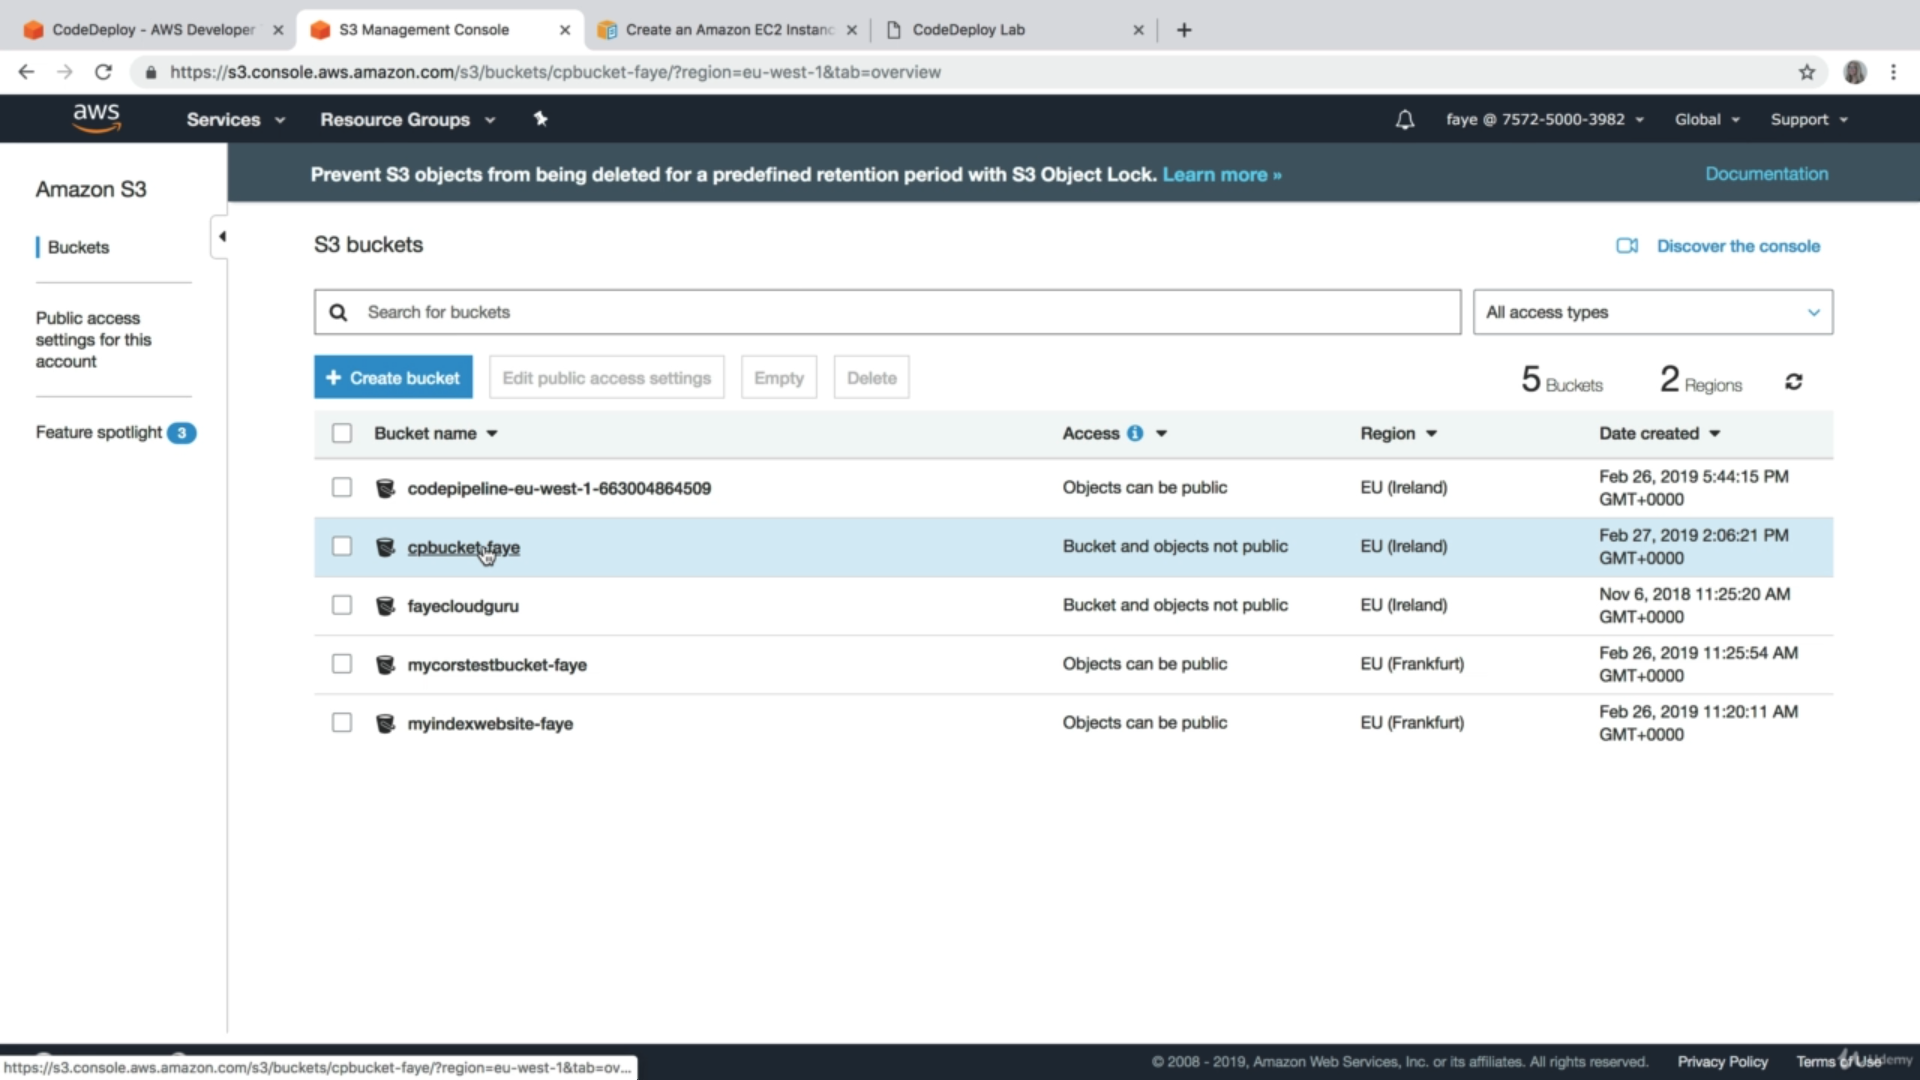 CodeDeploy - AWS Developer
S3 Management Console
Create an Amazon EC2 Instanc
CodeDeploy Lab
https://s3.console.aws.amazon.com/s3/buckets/cpbucket-faye/?region=eu-west-1&tab=overview
aws
Services
Resource Groups
faye @ 7572-5000-3982
Global
Support
Amazon S3
Buckets
Public access
settings for this
account
Feature spotlight 3
Prevent S3 objects from being deleted for a predefined retention period with S3 Object Lock. Learn more »
Documentation
S3 buckets
Discover the console
Search for buckets
All access types
+ Create bucket
Edit public access settings
Empty
Delete
5 Buckets
2 Regions
Bucket name
Access
Region
Date created
codepipeline-eu-west-1-663004864509
Objects can be public
EU (Ireland)
Feb 26, 2019 5:44:15 PM
GMT+0000
cpbucket-faye
Bucket and objects not public
EU (Ireland)
Feb 27, 2019 2:06:21 PM
GMT+0000
fayecloudguru
Bucket and objects not public
EU (Ireland)
Nov 6, 2018 11:25:20 AM
GMT+0000
mycorstestbucket-faye
Objects can be public
EU (Frankfurt)
Feb 26, 2019 11:25:54 AM
GMT+0000
myindexwebsite-faye
Objects can be public
EU (Frankfurt)
Feb 26, 2019 11:20:11 AM
GMT+0000
https://s3.console.aws.amazon.com/s3/buckets/cpbucket-faye/?region=eu-west-1&tab=ov...
© 2008 - 2019, Amazon Web Services, Inc. or its affiliates. All rights reserved.
Privacy Policy
Terms of Use